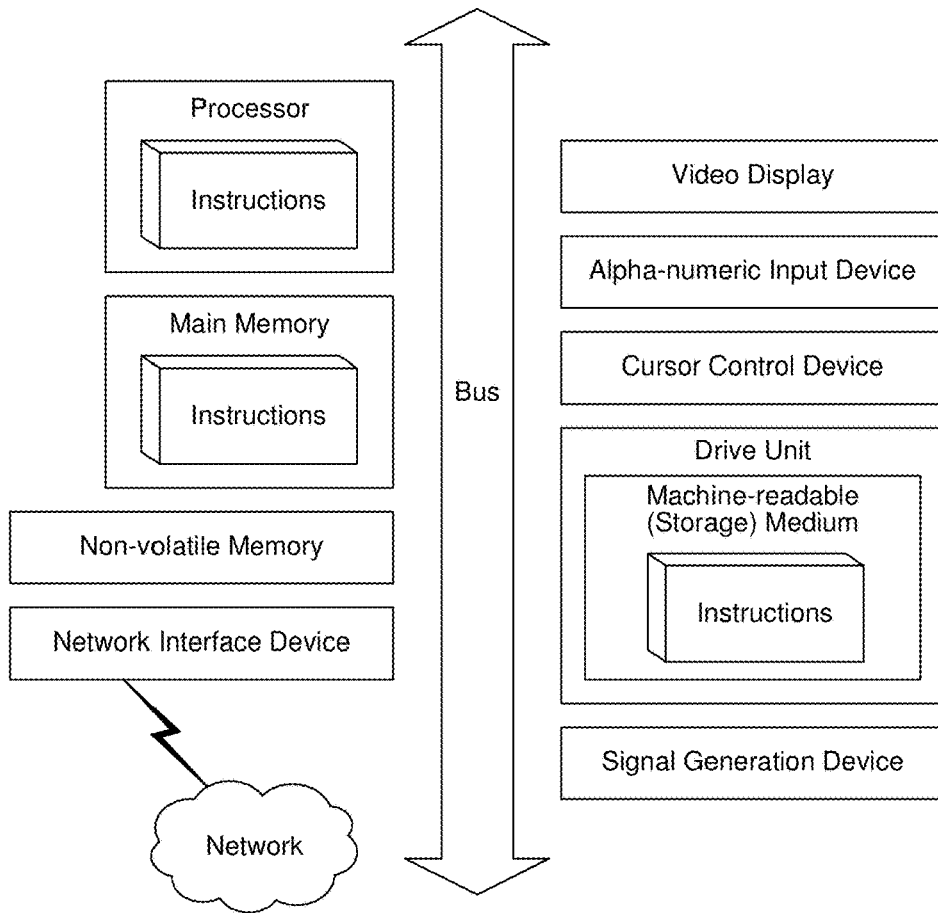 Processor
Instructions
Main Memory
Instructions
Non-volatile Memory
Network Interface Device
Network
Bus
Video Display
Alpha-numeric Input Device
Cursor Control Device
Drive Unit
Machine-readable
(Storage) Medium
Instructions
Signal Generation Device